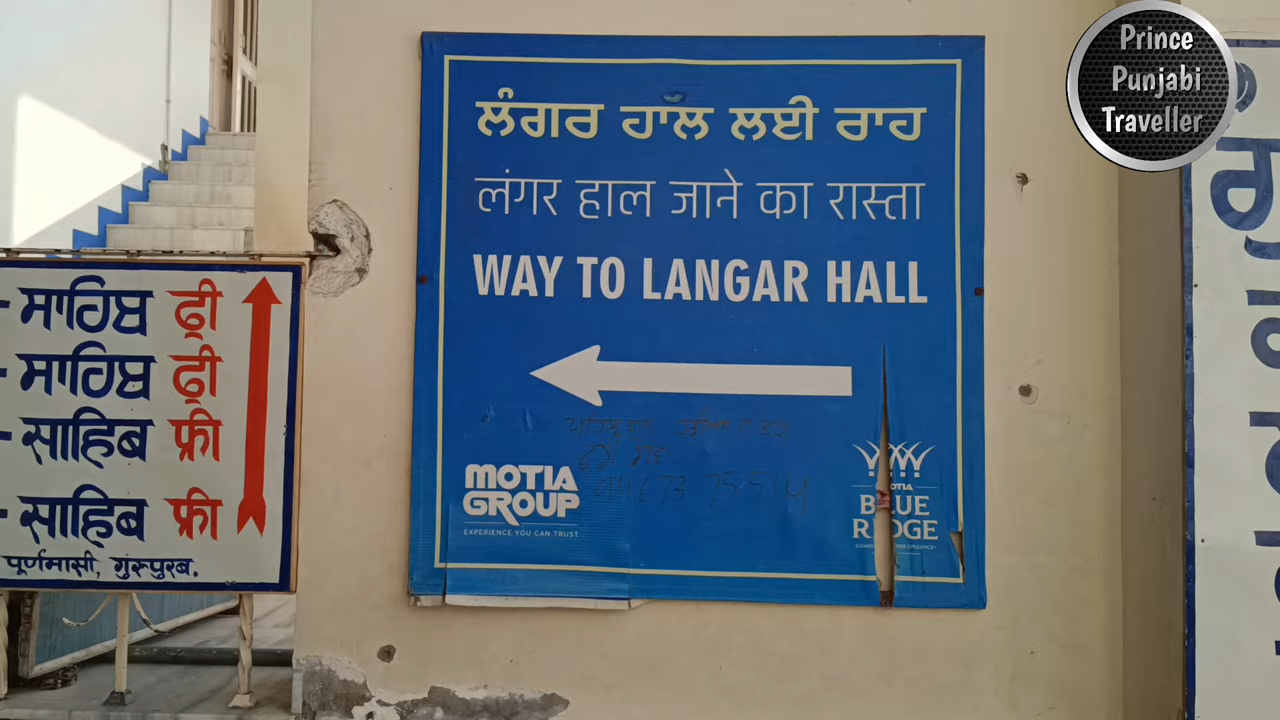 ਲੰਗਰ ਹਾਲ ਲਈ ਰਾਹ
लंगर हाल जाने का रास्ता
WAY TO LANGAR HALL
MOTIA
GROUP
EXPERIENCE YOU CAN TRUST
BLUE
RIDGE
ਸਾਹਿਬ ਫ੍ਰੀ
ਸਾਹਿਬ ਫ੍ਰੀ
साहिब फ्री
साहिब फ्री
पूर्णमासी, गुरुपुरब.
Prince
Punjabi
Traveller